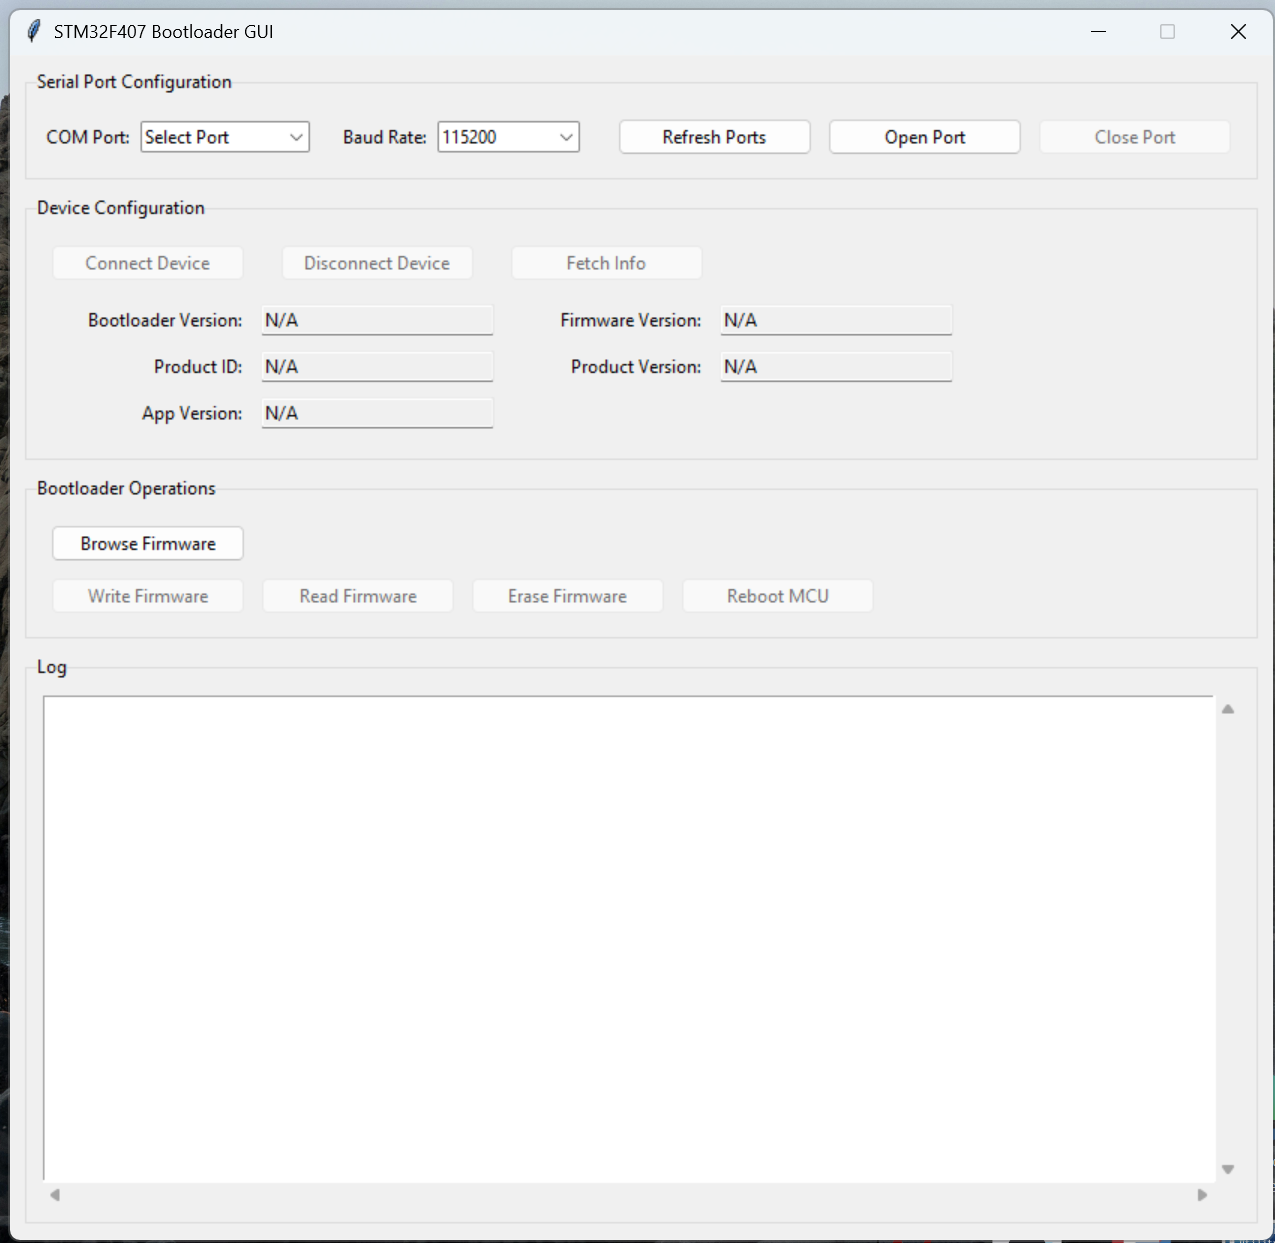 STM32F407 Bootloader GUI
Serial Port Configuration
COM Port: Select Port Baud Rate: 115200 Refresh Ports Open Port Close Port
Device Configuration
Connect Device Disconnect Device Fetch Info
Bootloader Version: N/A Firmware Version: N/A
Product ID: N/A Product Version: N/A
App Version: N/A
Bootloader Operations
Browse Firmware
Write Firmware Read Firmware Erase Firmware Reboot MCU
Log